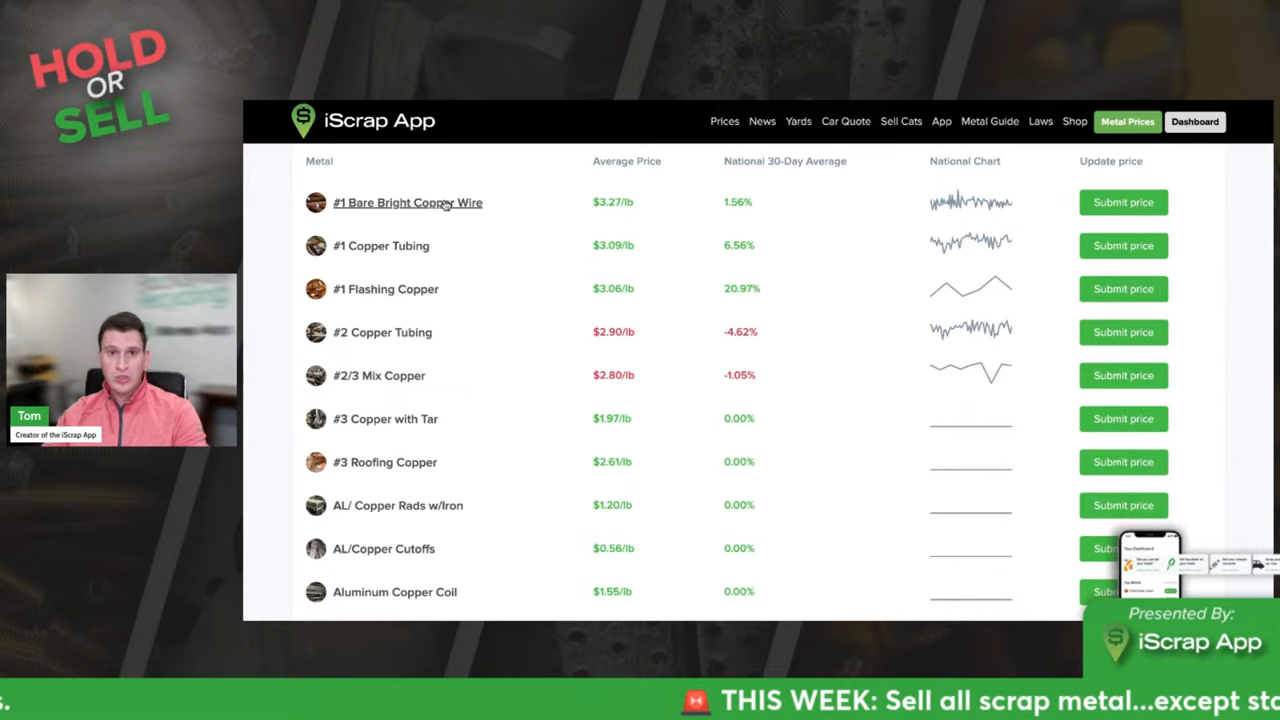 HOLD
OR
SELL
iScrap App
Prices News Yards Car Quote Sell Cats App Metal Guide Laws Shop Metal Prices Dashboard
Metal Average Price National 30-Day Average National Chart Update price
#1 Bare Bright Copper Wire $3.27/lb 1.56% Submit price
#1 Copper Tubing $3.09/lb 6.56% Submit price
#1 Flashing Copper $3.06/lb 20.97% Submit price
#2 Copper Tubing $2.90/lb -4.62% Submit price
#2/3 Mix Copper $2.80/lb -1.05% Submit price
#3 Copper with Tar $1.97/lb 0.00% Submit price
#3 Roofing Copper $2.61/lb 0.00% Submit price
AL/ Copper Rads w/Iron $1.20/lb 0.00% Submit price
AL/Copper Cutoffs $0.56/lb 0.00% Sub
Aluminum Copper Coil $1.55/lb 0.00% Sub
Tom
Creator of the iScrap App
Your Dashboard
Presented By:
iScrap App
s. THIS WEEK: Sell all scrap metal...except sta